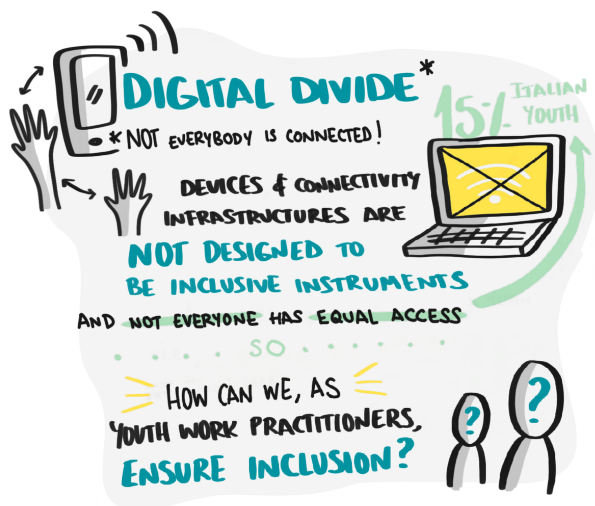 DIGITAL DIVIDE*
* NOT EVERYBODY IS CONNECTED!
15% ITALIAN
YOUTH
DEVICES & CONNECTIVITY
INFRASTRUCTURES ARE
NOT DESIGNED TO
BE INCLUSIVE INSTRUMENTS
AND NOT EVERYONE HAS EQUAL ACCESS
. . . . . SO . . . . . .
HOW CAN WE, AS
YOUTH WORK PRACTITIONERS,
ENSURE INCLUSION?
?
?